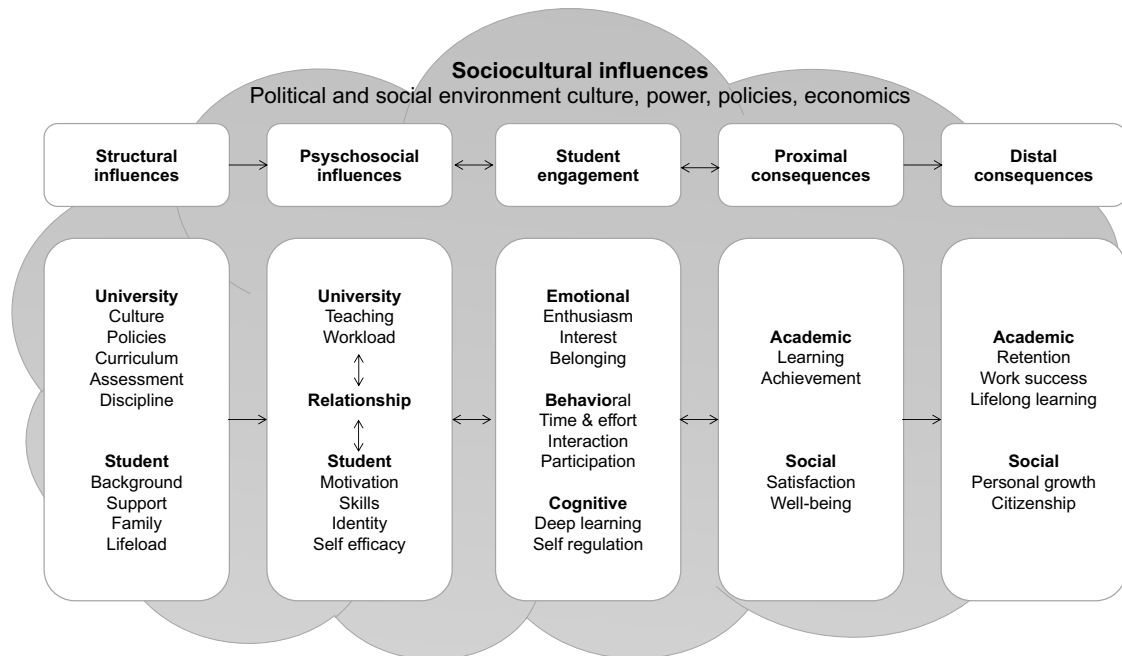 Sociocultural influences
Political and social environment culture, power, policies, economics
Structural
influences
Psyschosocial
influences
Student
engagement
Proximal
consequences
Distal
consequences
University
Culture
Policies
Curriculum
Assessment
Discipline
Student
Background
Support
Family
Lifeload
University
Teaching
Workload
Relationship
Student
Motivation
Skills
Identity
Self efficacy
Emotional
Enthusiasm
Interest
Belonging
Behavioral
Time & effort
Interaction
Participation
Cognitive
Deep learning
Self regulation
Academic
Learning
Achievement
Social
Satisfaction
Well-being
Academic
Retention
Work success
Lifelong learning
Social
Personal growth
Citizenship